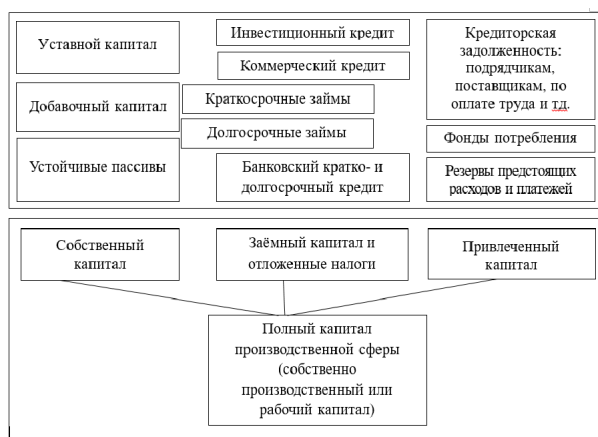 Уставной капитал
Добавочный капитал
Устойчивые пассивы
Инвестиционный кредит
Коммерческий кредит
Краткосрочные займы
Долгосрочные займы
Банковский кратко- и
долгосрочный кредит
Кредиторская
задолженность:
подрядчикам,
поставщикам, по
оплате труда и тд.
Фонды потребления
Резервы предстоящих
расходов и платежей
Собственный
капитал
Заёмный капитал и
отложенные налоги
Привлеченный
капитал
Полный капитал
производственной сферы
(собственно
производственный или
рабочий капитал)